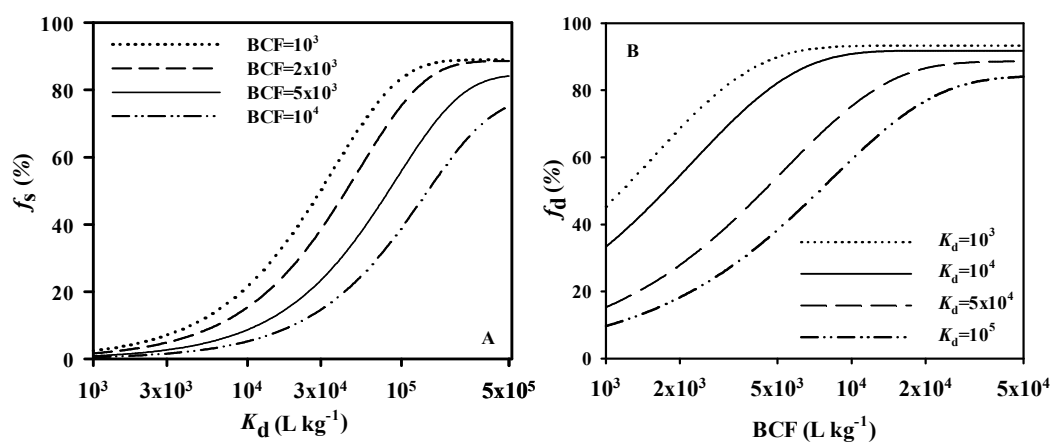 100
80
60
40
20
0
fs (%)
BCF=10³
BCF=2x10³
BCF=5x10³
BCF=10⁴
A
10³ 3x10³ 10⁴ 3x10⁴ 10⁵ 5x10⁵
Kd (L kg⁻¹)
100
80
60
40
20
0
fd (%)
B
Kd=10³
Kd=10⁴
Kd=5x10⁴
Kd=10⁵
10³ 2x10³ 5x10³ 10⁴ 2x10⁴ 5x10⁴
BCF (L kg⁻¹)